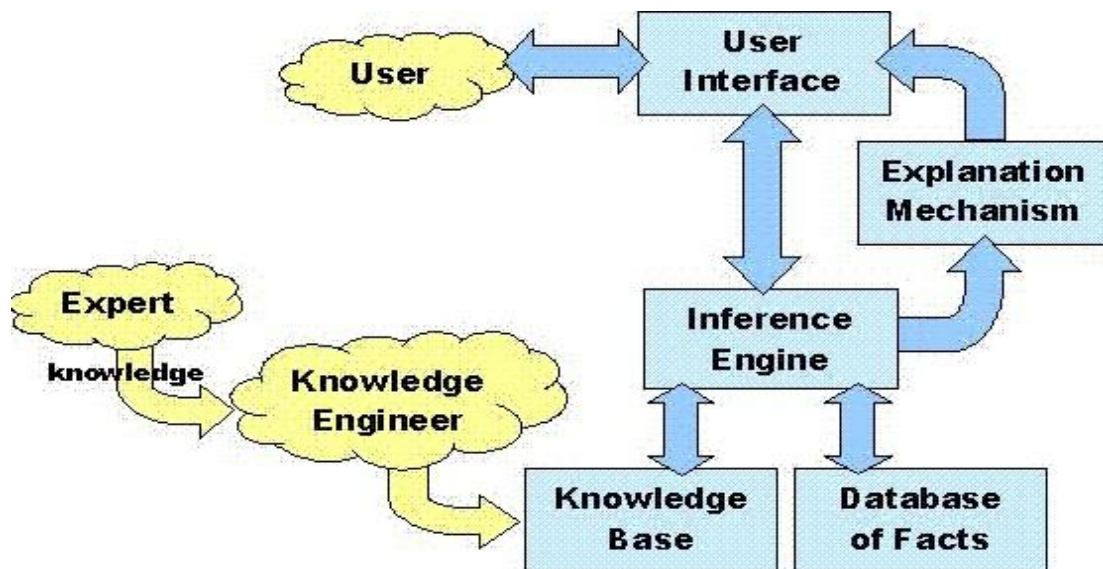 User
User
Interface
Explanation
Mechanism
Expert
knowledge
Inference
Engine
Knowledge
Engineer
Knowledge
Base
Database
of Facts